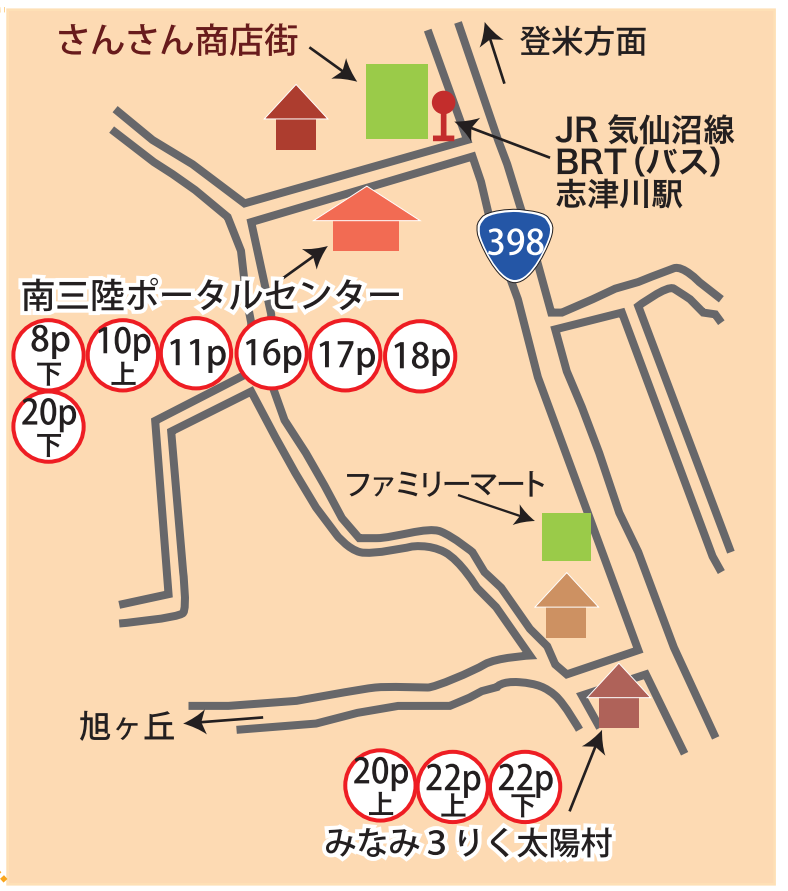 さんさん商店街
登米方面
JR 気仙沼線
BRT(バス)
志津川駅
398
南三陸ポータルセンター
8p
下
10p
上
11p
16p
17p
18p
20p
下
ファミリーマート
旭ヶ丘
20p
上
22p
上
22p
下
みなみ3りく太陽村